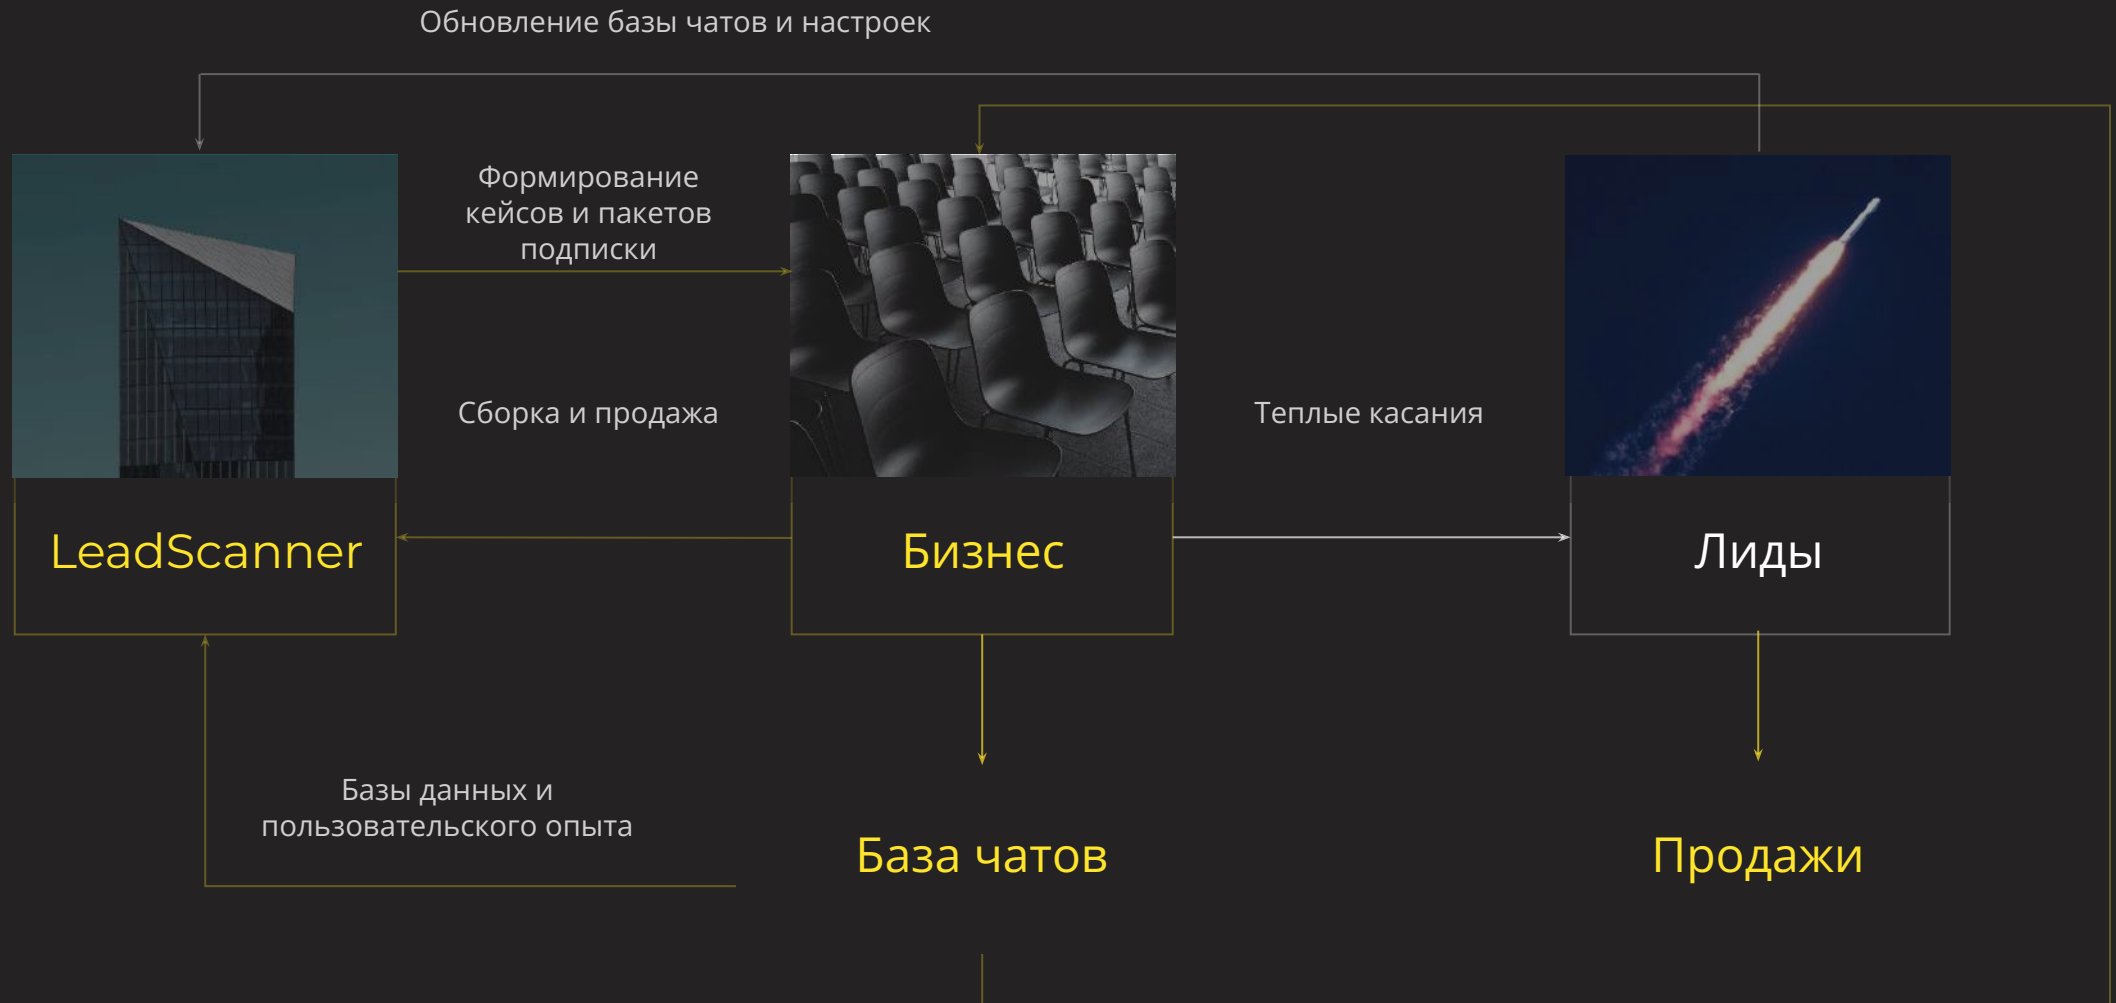 Обновление базы чатов и настроек
Формирование
кейсов и пакетов
подписки
Сборка и продажа
Теплые касания
LeadScanner
Бизнес
Лиды
Базы данных и
пользовательского опыта
База чатов
Продажи